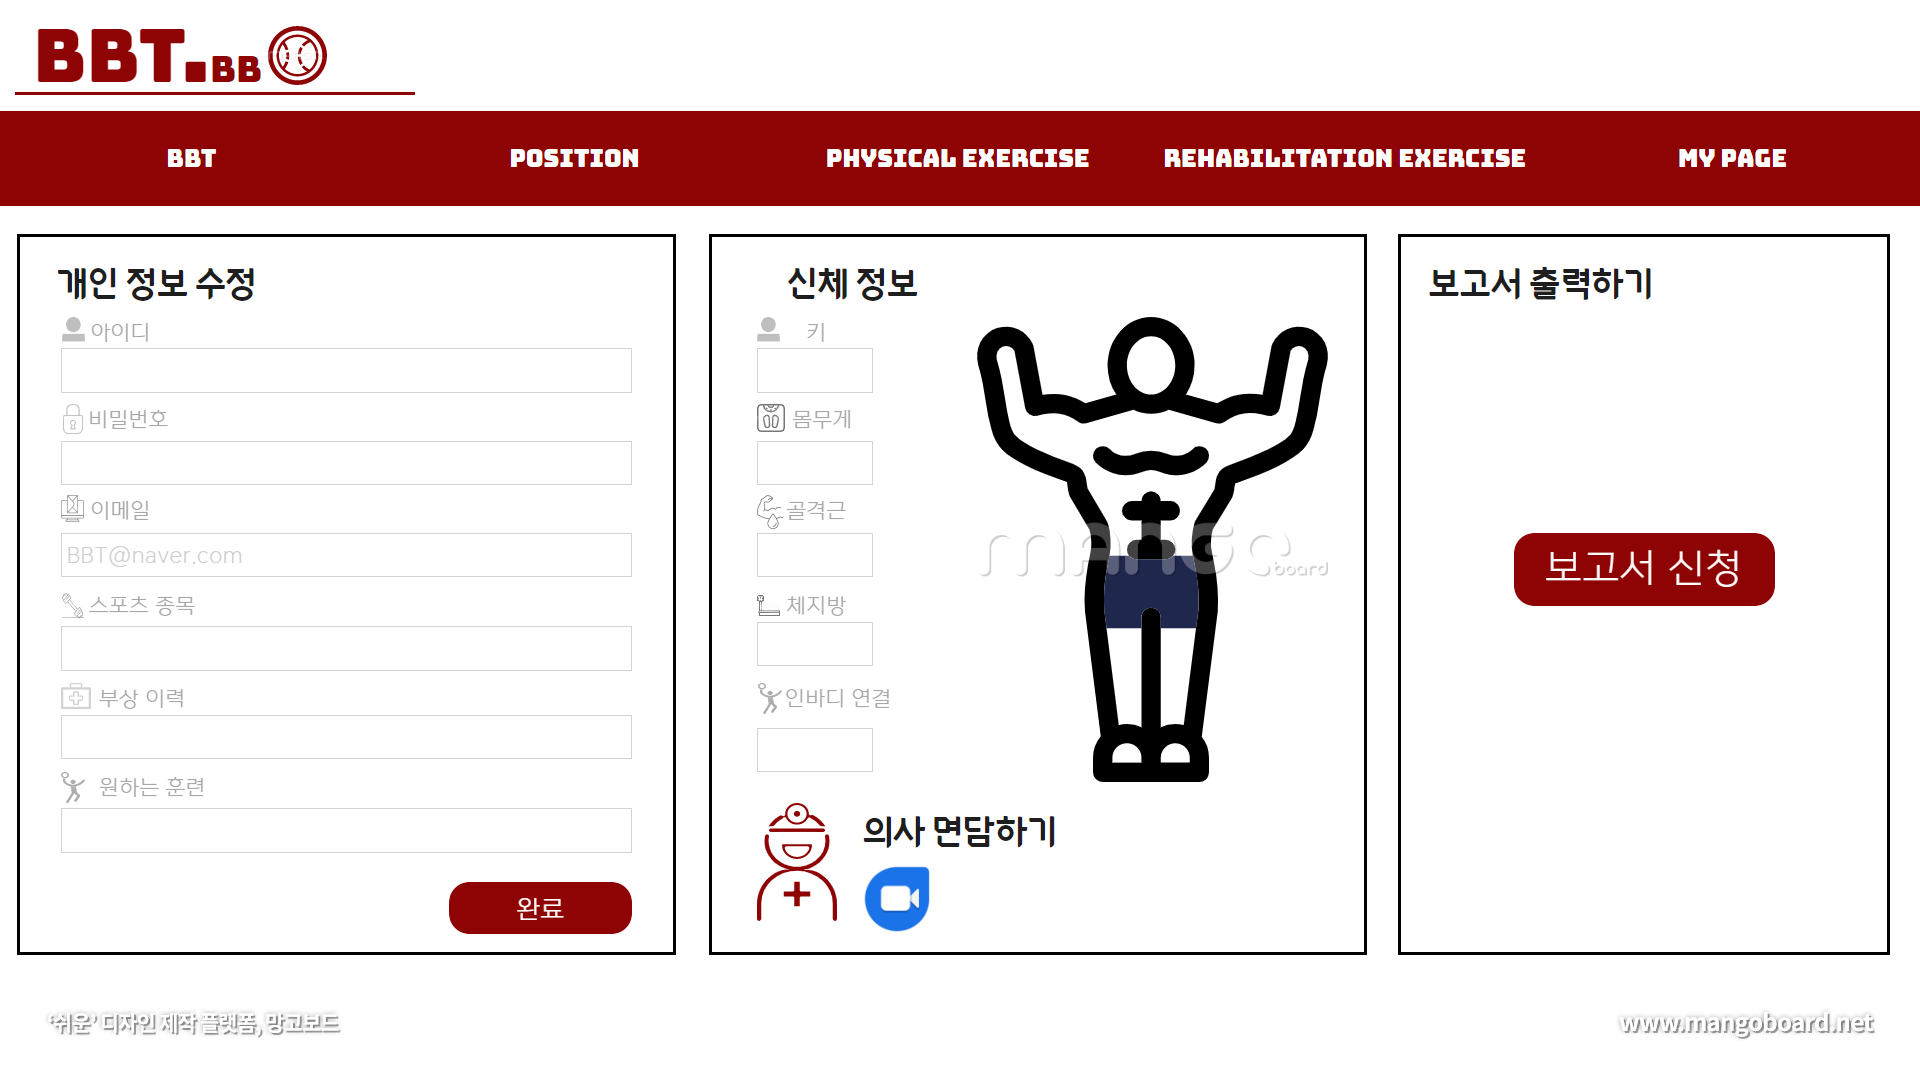 BBT.BB
BBT
POSITION
PHYSICAL EXERCISE
REHABILITATION EXERCISE
MY PAGE
개인 정보 수정
아이디
비밀번호
이메일
BBT@naver.com
스포츠 종목
부상 이력
원하는 훈련
완료
신체 정보
키
몸무게
골격근
체지방
인바디 연결
mango board
의사 면담하기
보고서 출력하기
보고서 신청
'쉬운' 디자인 제작 플랫폼, 망고보드
www.mangoboard.net